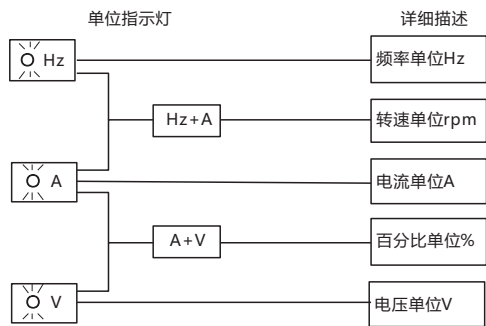 单位指示灯 详细描述
Hz 频率单位Hz
Hz+A 转速单位rpm
A 电流单位A
A+V 百分比单位%
V 电压单位V